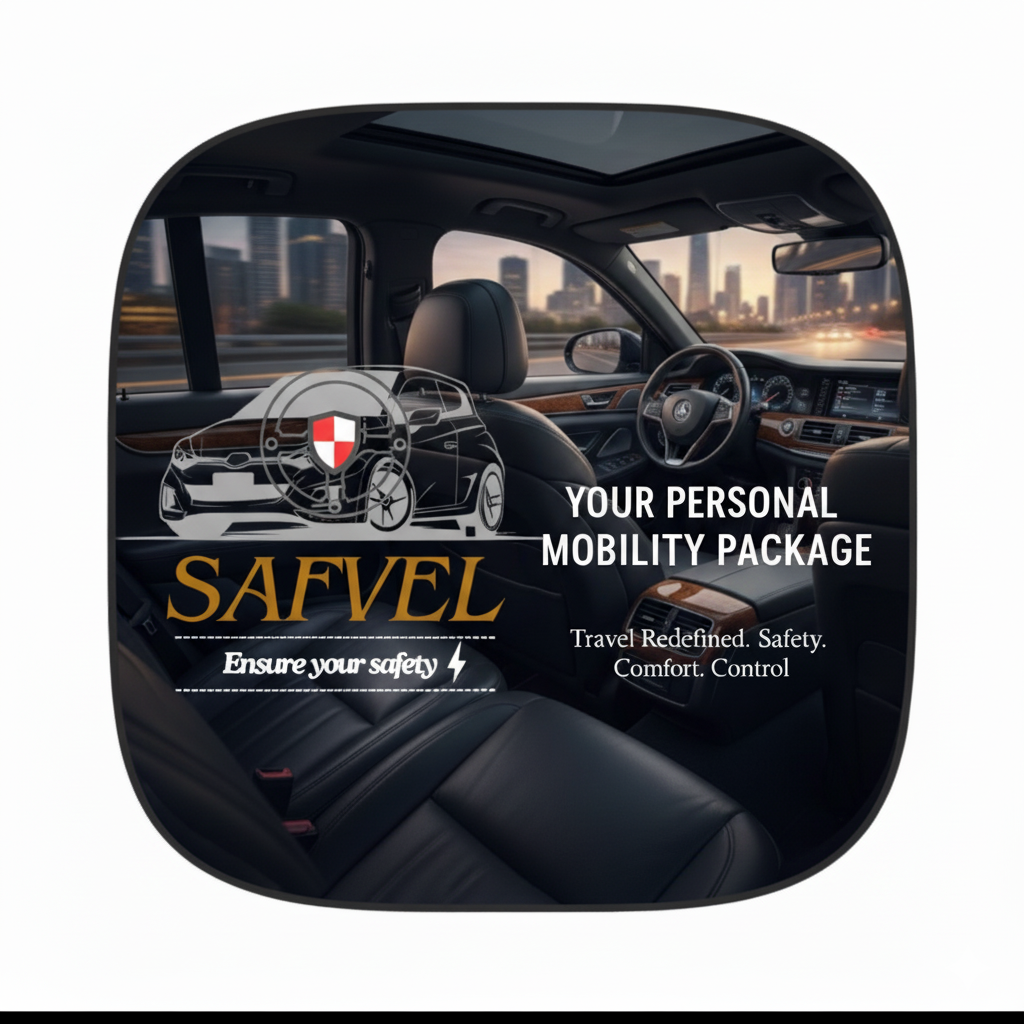 SAFVEL
Ensure your safety
YOUR PERSONAL
MOBILITY PACKAGE
Travel Redefined. Safety.
Comfort. Control